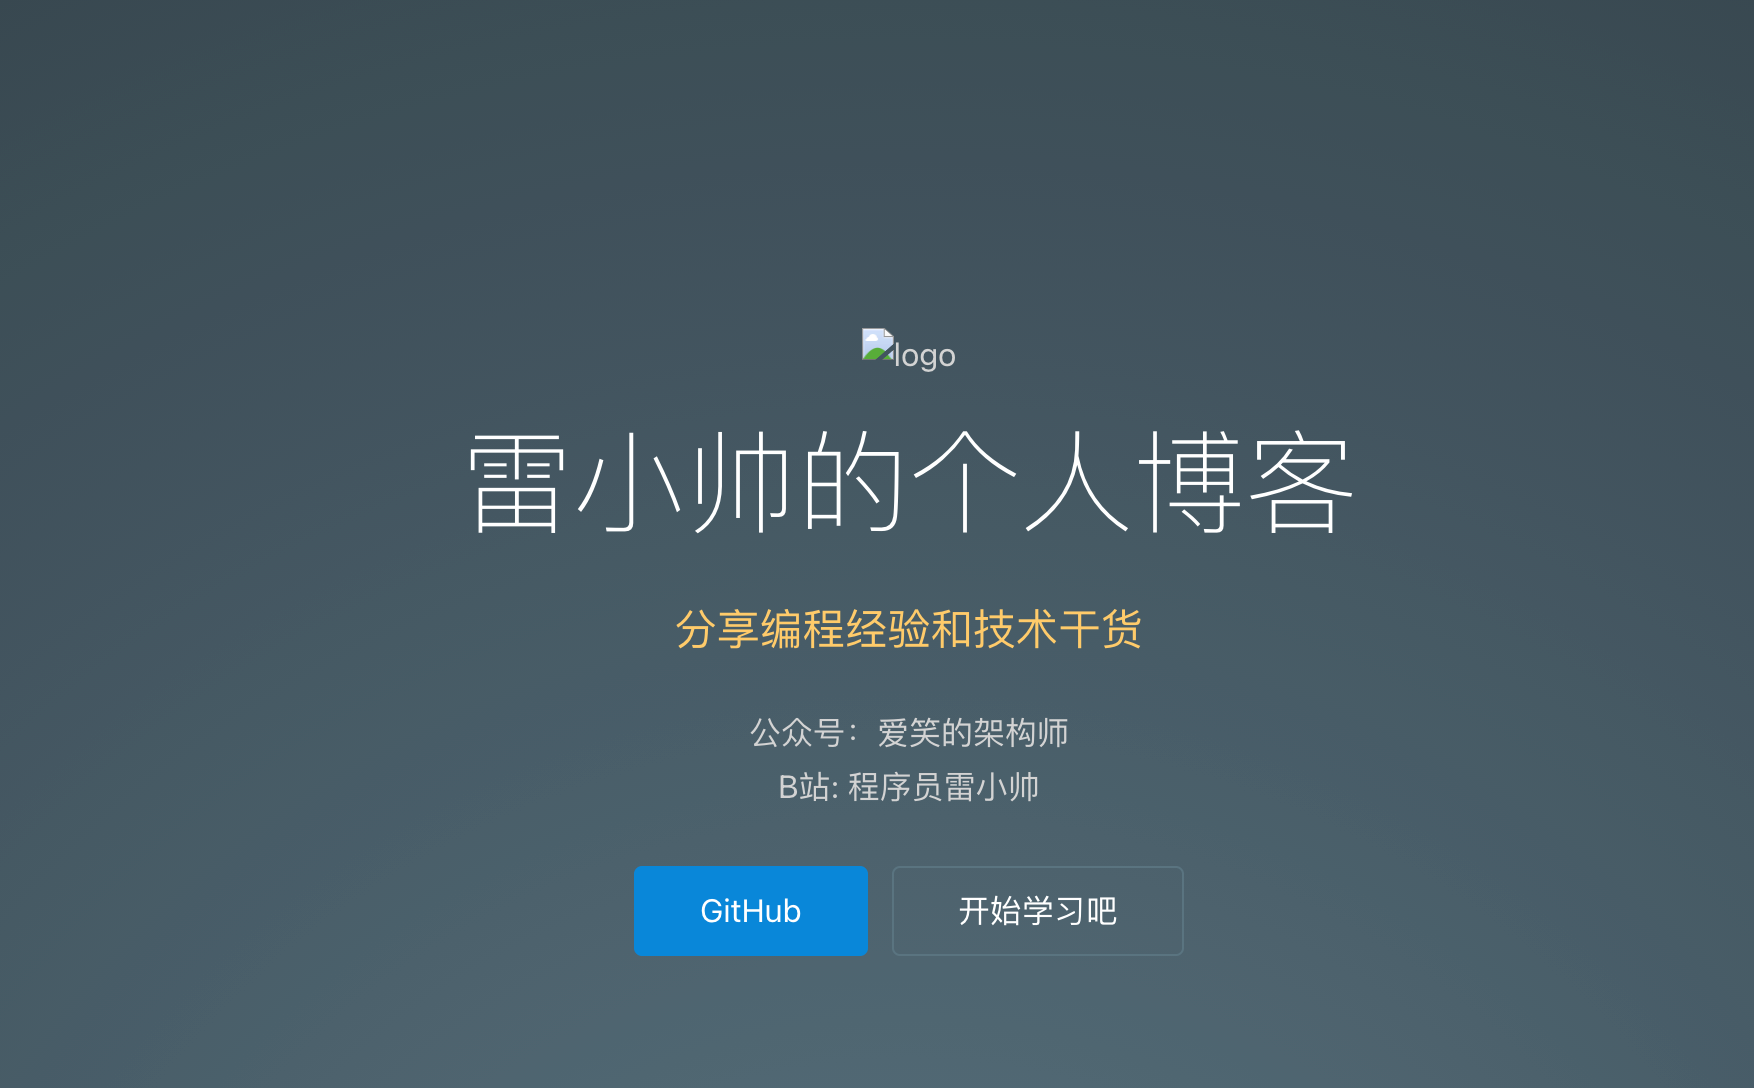 logo
雷小帅的个人博客
分享编程经验和技术干货
公众号：爱笑的架构师
B站: 程序员雷小帅
GitHub
开始学习吧